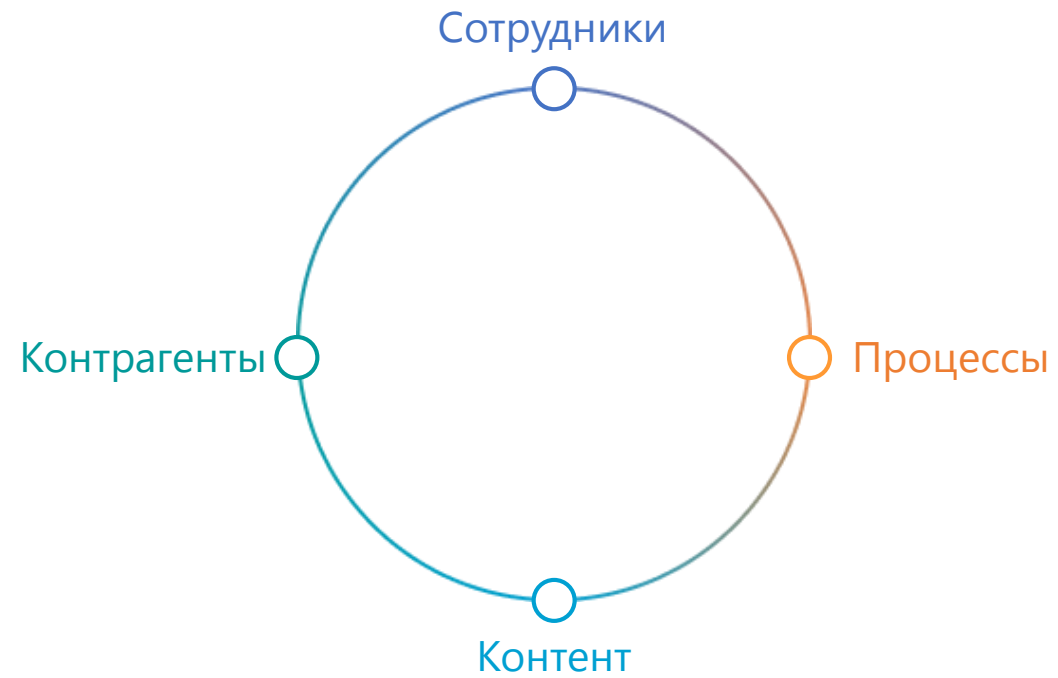 Сотрудники
Контрагенты
Процессы
Контент